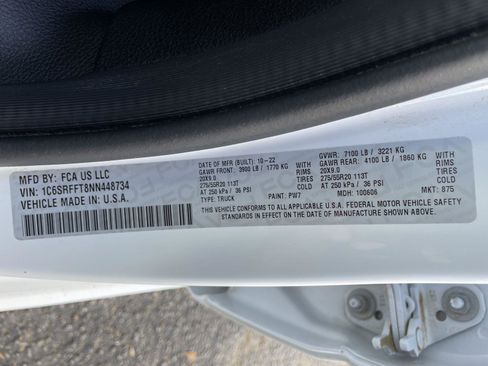 MFD BY: FCA US LLC
VIN: 1C6SRFFT8NN448734
VEHICLE MADE IN: U.S.A.
DATE OF MFR (BUILT): 10-22
GAWR FRONT: 3900 LB / 1770 KG WITH
20X9.0 RIMS
275/55R20 113T TIRES
AT 250 kPa / 36 PSI COLD
TYPE: TRUCK PAINT: PW7
GVWR: 7100 LB / 3221 KG
GAWR REAR: 4100 LB / 1860 KG WITH
20X9.0 RIMS
275/55R20 113T TIRES
AT 250 kPa / 36 PSI COLD
MDH: 100606 MKT: 875
THIS VEHICLE CONFORMS TO ALL APPLICABLE U.S.A. FEDERAL MOTOR VEHICLE SAFETY
STANDARDS IN EFFECT ON THE DATE OF MANUFACTURE SHOWN ABOVE.